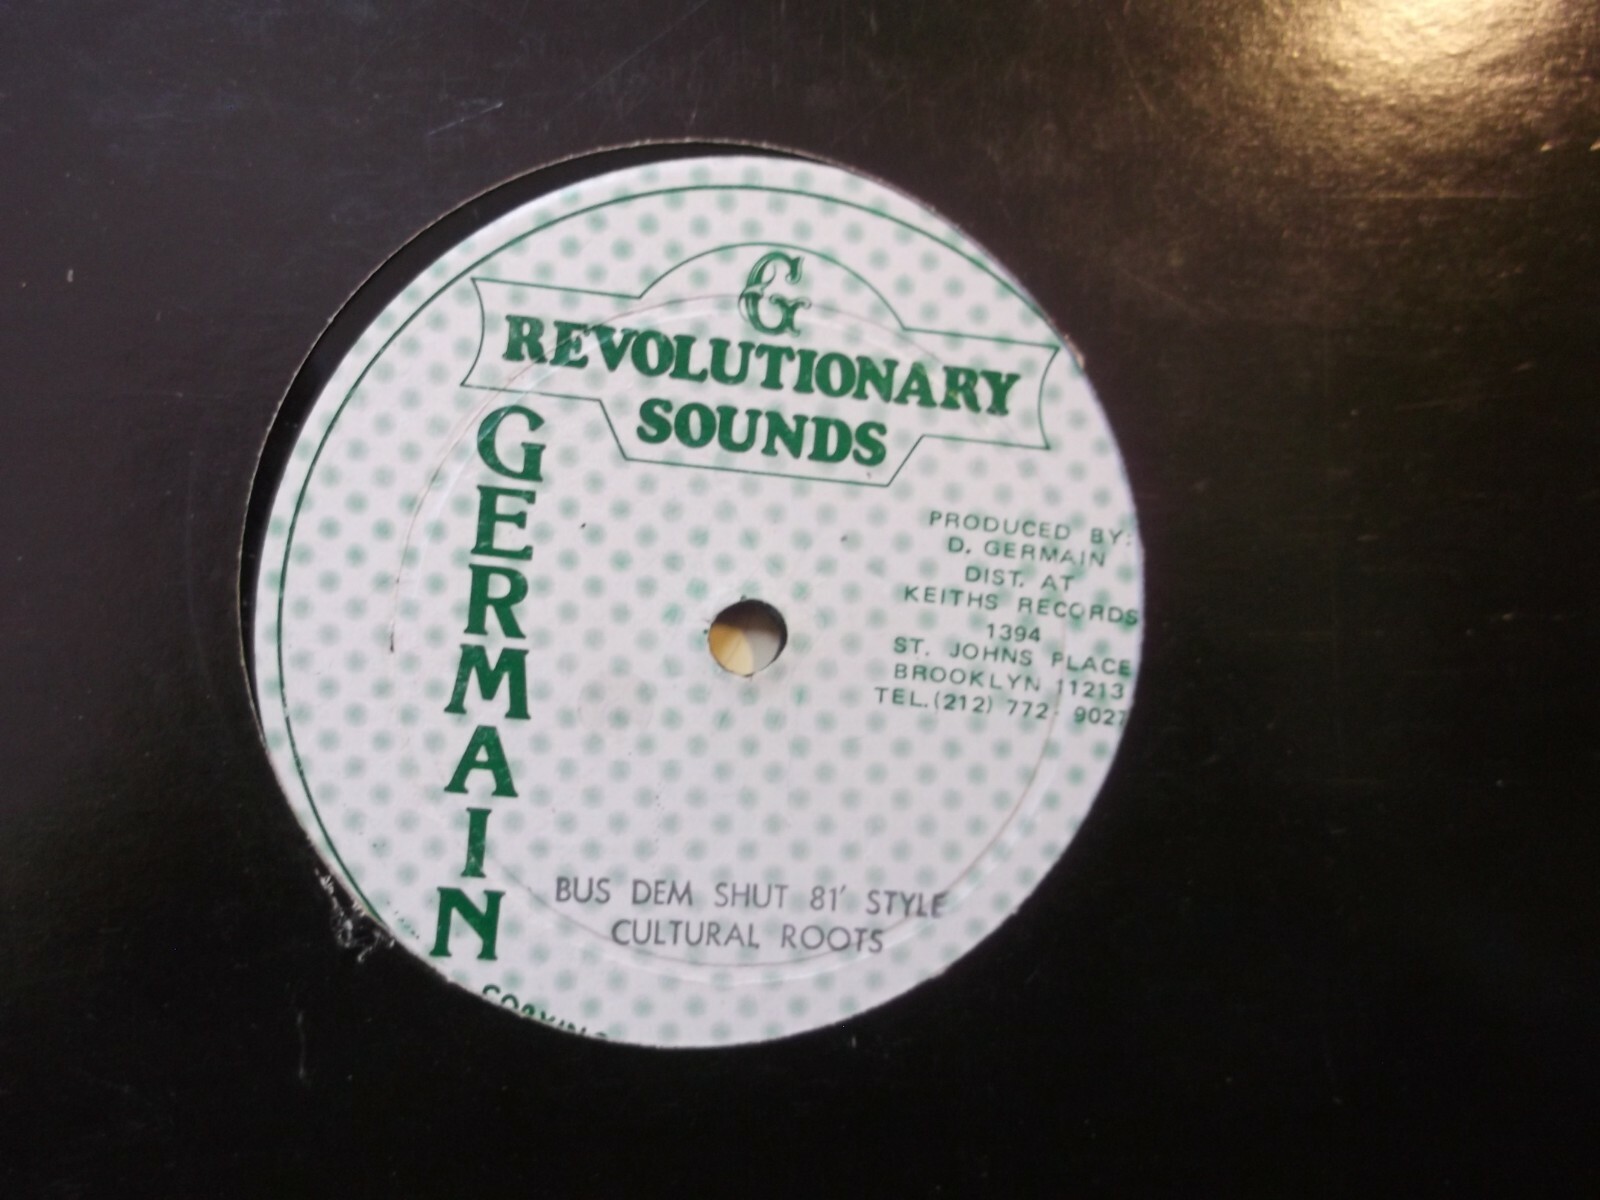 G
REVOLUTIONARY
SOUNDS
GERMAIN
PRODUCED BY:
D. GERMAIN
DIST. AT
KEITHS RECORDS
1394
ST. JOHNS PLACE
BROOKLYN 11213
TEL. (212) 772- 9027
BUS DEM SHUT 81' STYLE
CULTURAL ROOTS